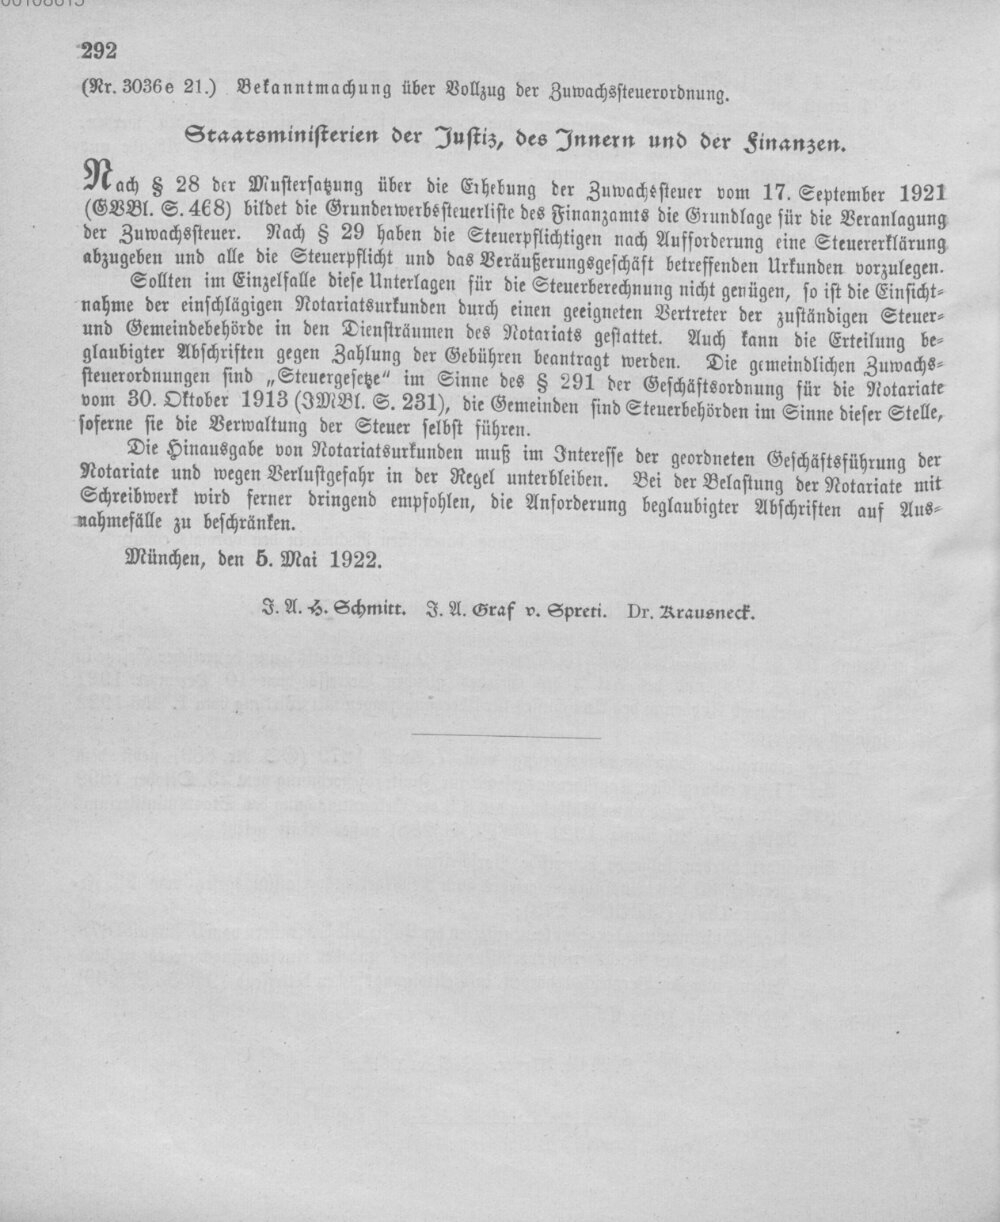 292
(Nr. 3036e 21.) Bekanntmachung über Vollzug der Zuwachssteuerordnung.
Staatsministerien der Justiz, des Innern und der Finanzen.
Nach § 28 der Mustersatzung über die Erhebung der Zuwachssteuer vom 17. September 1921
(GVBl. S. 468) bildet die Grunderwerbssteuerliste des Finanzamts die Grundlage für die Veranlagung
der Zuwachssteuer. Nach § 29 haben die Steuerpflichtigen nach Aufforderung eine Steuererklärung
abzugeben und alle die Steuerpflicht und das Veräußerungsgeschäft betreffenden Urkunden vorzulegen.
Sollten im Einzelfalle diese Unterlagen für die Steuerberechnung nicht genügen, so ist die Einsicht-
nahme der einschlägigen Notariatsurkunden durch einen geeigneten Vertreter der zuständigen Steuer-
und Gemeindebehörde in den Diensträumen des Notariats gestattet. Auch kann die Erteilung be-
glaubigter Abschriften gegen Zahlung der Gebühren beantragt werden. Die gemeindlichen Zuwachs-
steuerordnungen sind „Steuergesetze“ im Sinne des § 291 der Geschäftsordnung für die Notariate
vom 30. Oktober 1913 (JMBl. S. 231), die Gemeinden sind Steuerbehörden im Sinne dieser Stelle,
soferne sie die Verwaltung der Steuer selbst führen.
Die Hinausgabe von Notariatsurkunden muß im Interesse der geordneten Geschäftsführung der
Notariate und wegen Verlustgefahr in der Regel unterbleiben. Bei der Belastung der Notariate mit
Schreibwerk wird ferner dringend empfohlen, die Anforderung beglaubigter Abschriften auf Aus-
nahmefälle zu beschränken.
München, den 5. Mai 1922.
J. A. H. Schmitt. J. A. Graf v. Spreti. Dr. Krausneck.